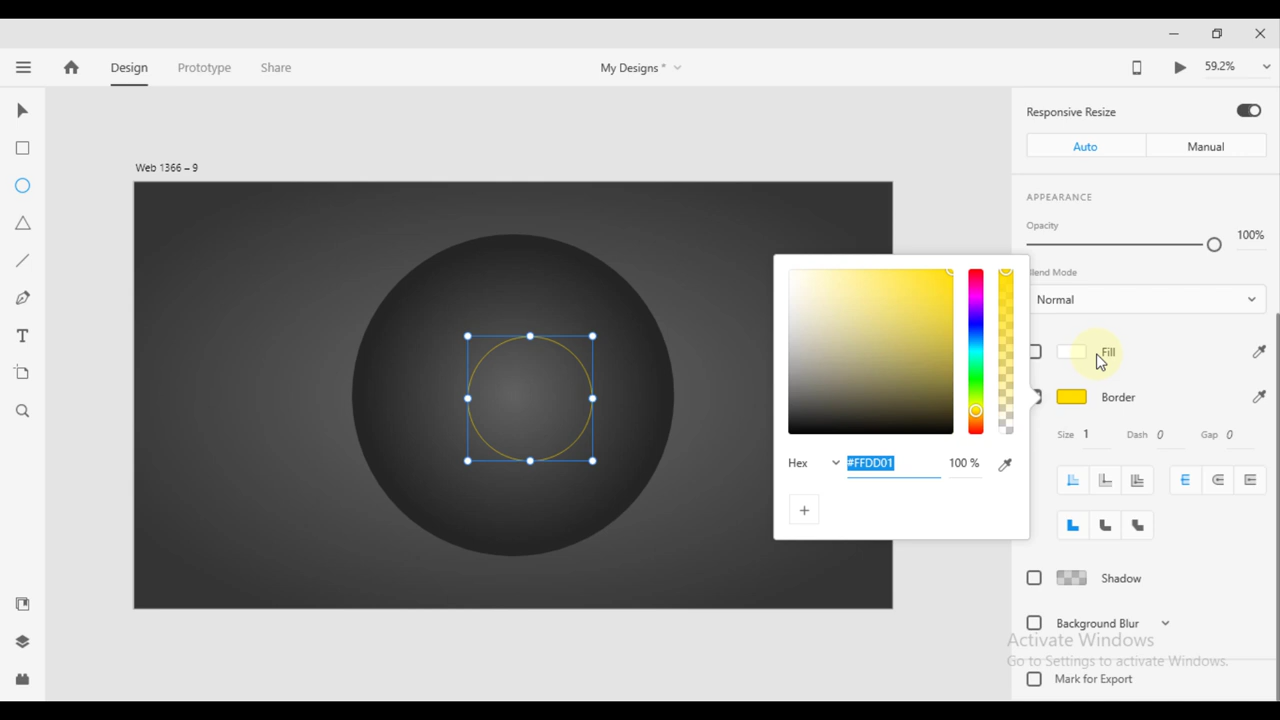 Design
Prototype
Share
My Designs *
59.2%
Responsive Resize
Auto
Manual
Web 1366 – 9
APPEARANCE
Opacity
100%
lend Mode
Normal
Fill
Border
Size 1
Dash 0
Gap 0
Hex
#FFDD01
100 %
+
Shadow
Background Blur
Activate Windows
Go to Settings to activate Windows.
Mark for Export